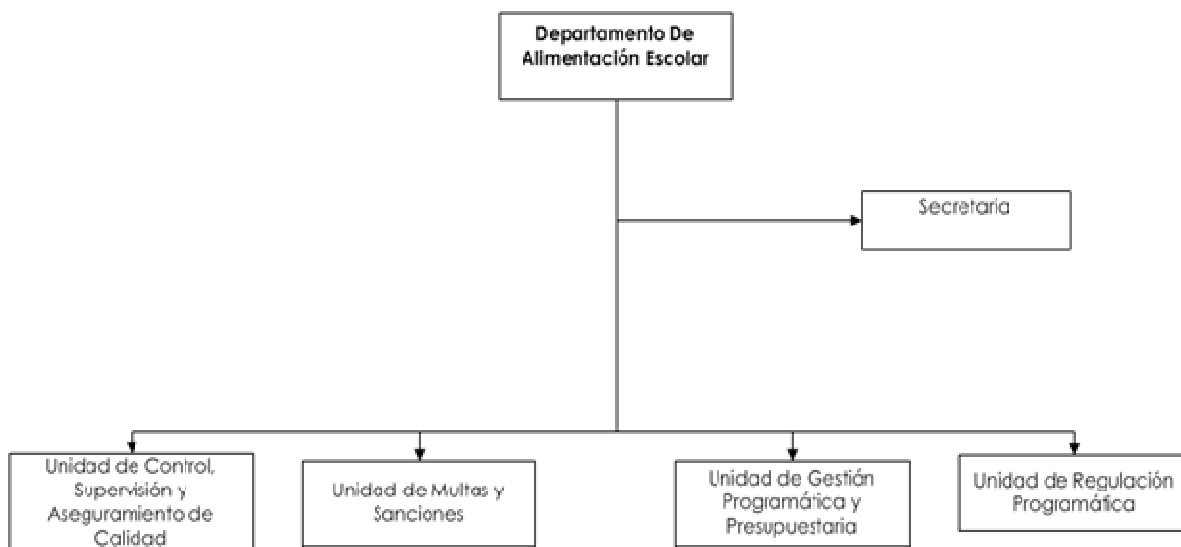 Departamento De
Alimentación Escolar
Secretaria
Unidad de Control,
Supervisión y
Aseguramiento de
Calidad
Unidad de Multas y
Sanciones
Unidad de Gestión
Programática y
Presupuestaria
Unidad de Regulación
Programática